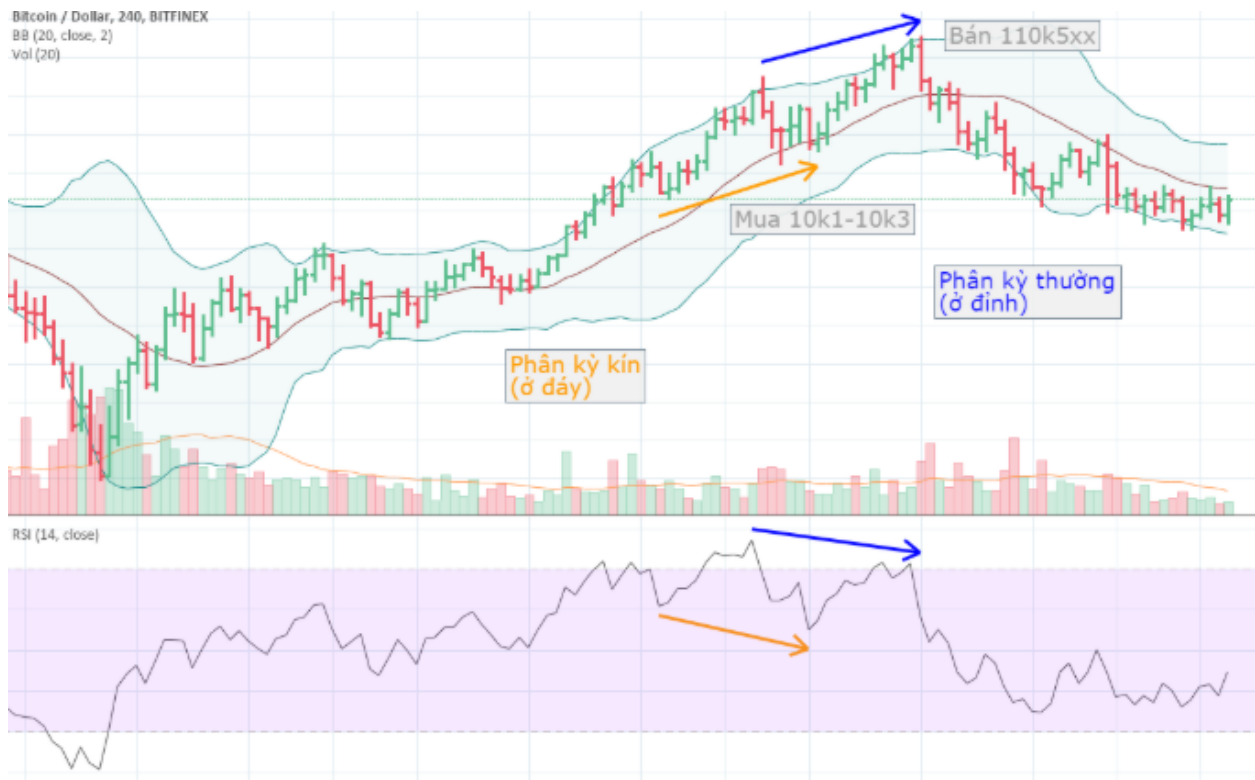 Bitcoin / Dollar, 240, BITFINEX
BB (20, close, 2)
Vol (20)
Bán 110k5xx
Mua 10k1-10k3
Phân kỳ thường
(ở đỉnh)
Phân kỳ kín
(ở đáy)
RSI (14, close)